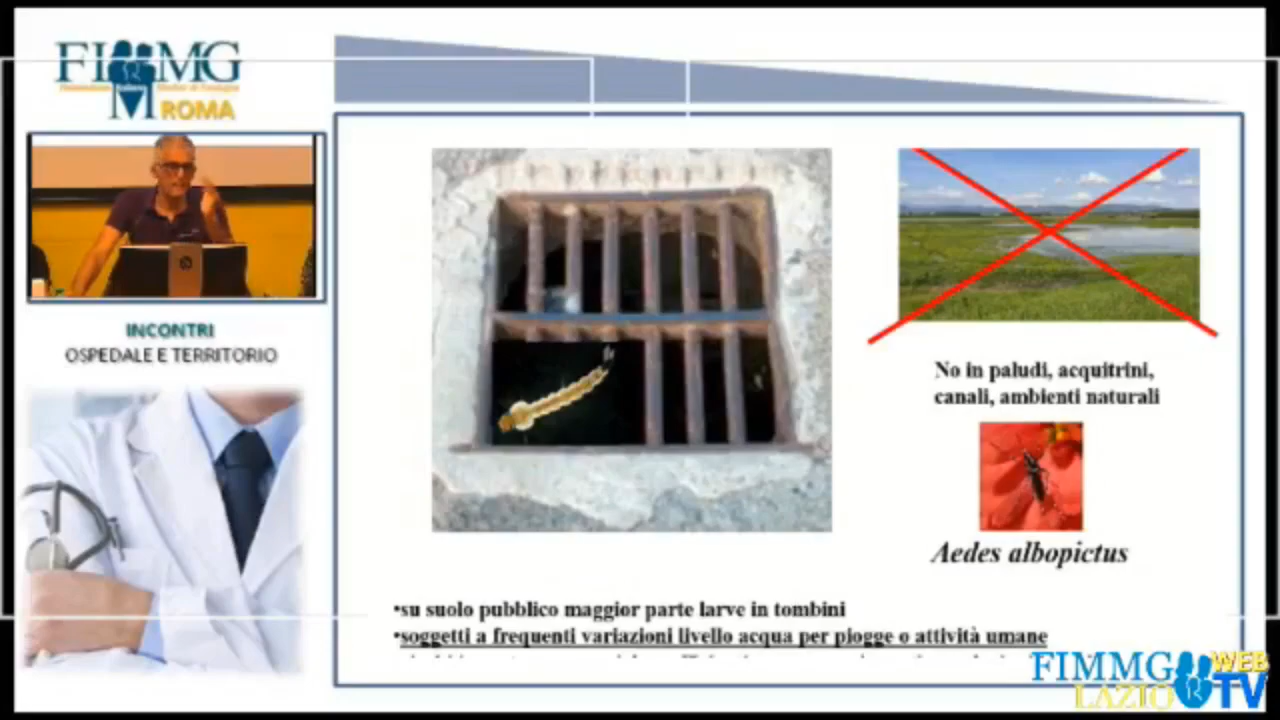 FIMMG
ROMA
INCONTRI
OSPEDALE E TERRITORIO
No in paludi, acquitrini,
canali, ambienti naturali
Aedes albopictus
•su suolo pubblico maggior parte larve in tombini
•soggetti a frequenti variazioni livello acqua per piogge o attività umane
FIMMG
LAZIO
WEB
TV